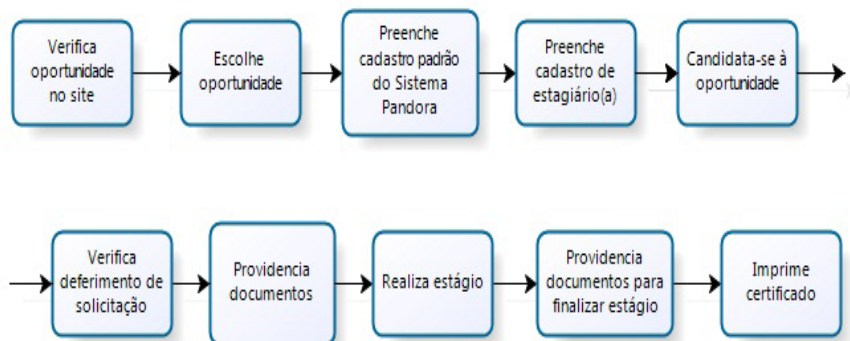 Verifica
oportunidade
no site
Escolhe
oportunidade
Preenche
cadastro padrão
do Sistema
Pandora
Preenche
cadastro de
estagiário(a)
Candidata-se à
oportunidade
Verifica
deferimento de
solicitação
Providencia
documentos
Realiza estágio
Providencia
documentos para
finalizar estágio
Imprime
certificado